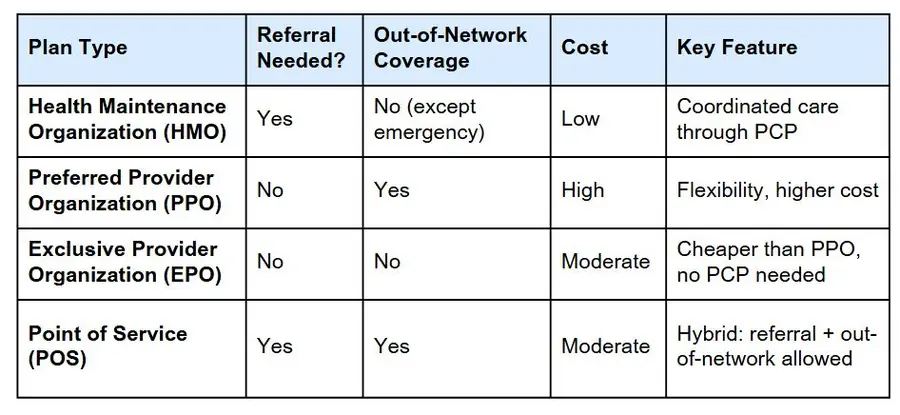 Plan Type
Referral Needed?
Out-of-Network Coverage
Cost
Key Feature
Health Maintenance Organization (HMO)
Yes
No (except emergency)
Low
Coordinated care through PCP
Preferred Provider Organization (PPO)
No
Yes
High
Flexibility, higher cost
Exclusive Provider Organization (EPO)
No
No
Moderate
Cheaper than PPO, no PCP needed
Point of Service (POS)
Yes
Yes
Moderate
Hybrid: referral + out-of-network allowed